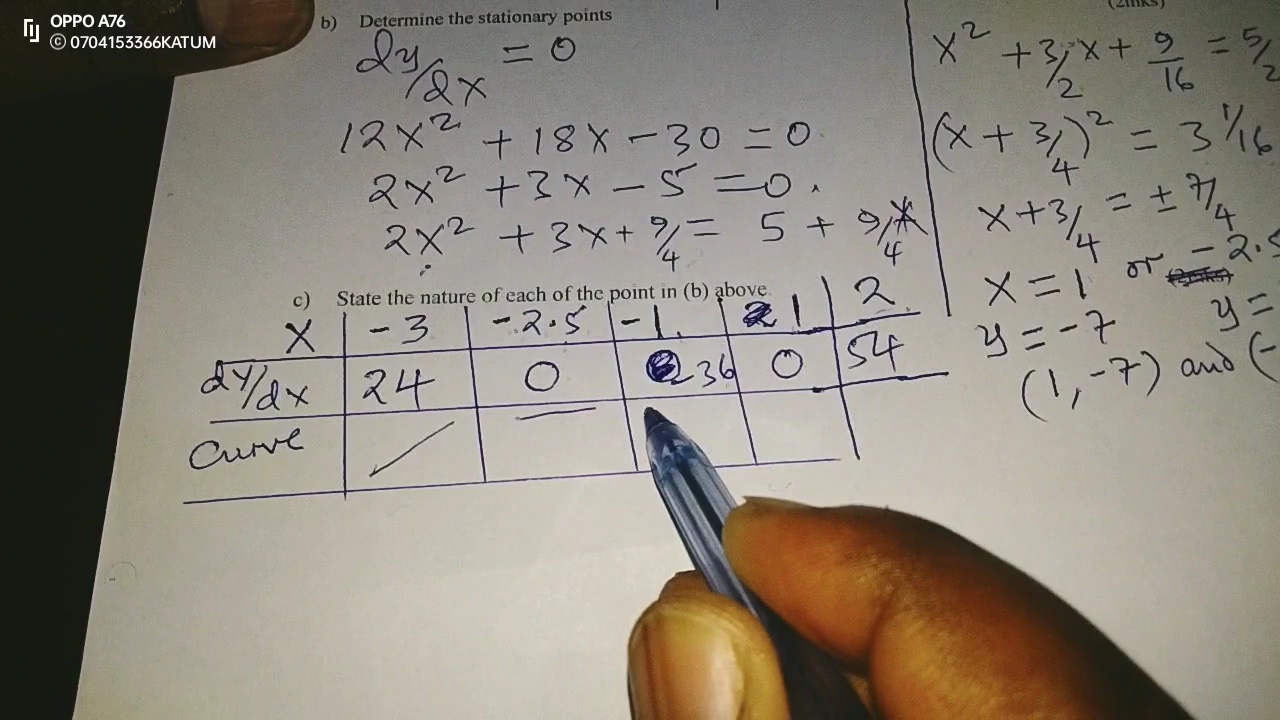 OPPO A76
© 0704153366KATUM
b) Determine the stationary points
dy/dx = 0
12x² + 18x - 30 = 0
2x² + 3x - 5 = 0.
2x² + 3x + 9/4 = 5 + 9/4
x² + 3/2 x + 9/16 = 5/2
(x + 3/4)² = 3 1/16
x + 3/4 = ± 7/4
x = 1 or - 2.5
y = -7 y =
(1, -7) and (-
c) State the nature of each of the point in (b) above
x -3 -2.5 -1 1 2
dy/dx 24 0 -36 0 54
Curve